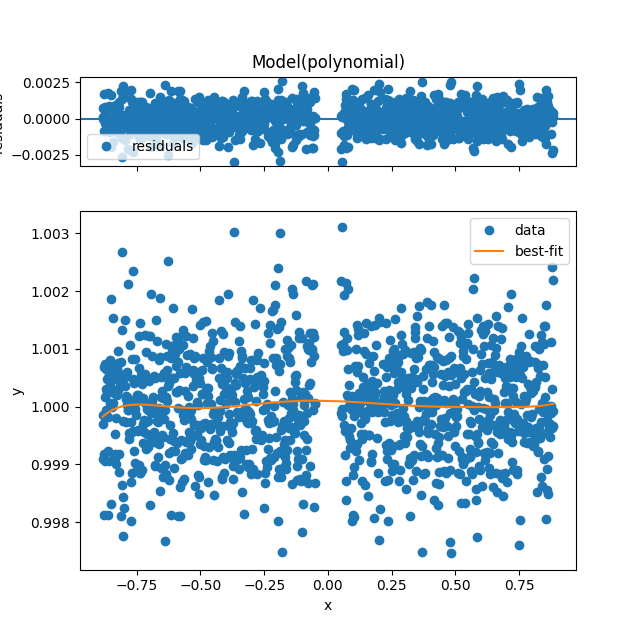 Model(polynomial)
0.0025
0.0000
−0.0025
residuals
residuals
1.003
1.002
1.001
1.000
0.999
0.998
y
data
best-fit
−0.75 −0.50 −0.25 0.00 0.25 0.50 0.75
x